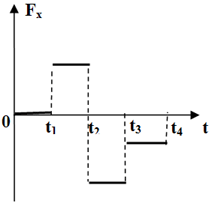 Fₓ
0 t₁ t₂ t₃ t₄ t